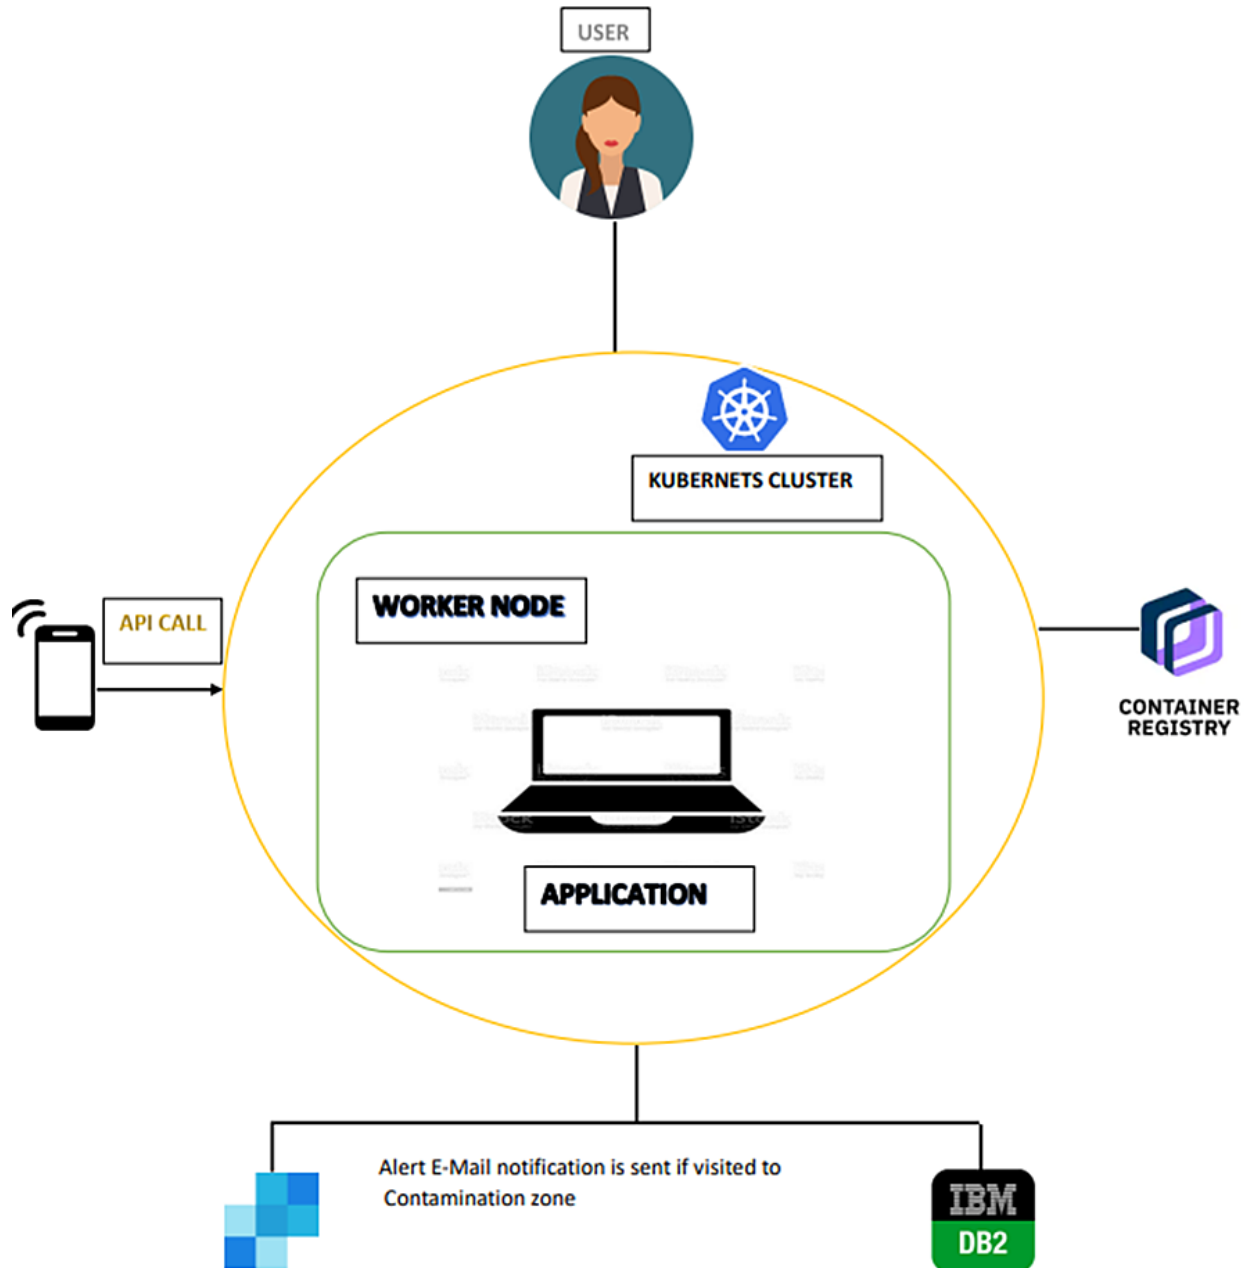 USER
KUBERNETS CLUSTER
WORKER NODE
API CALL
CONTAINER
REGISTRY
iStock
APPLICATION
Alert E-Mail notification is sent if visited to
Contamination zone
IBM
DB2